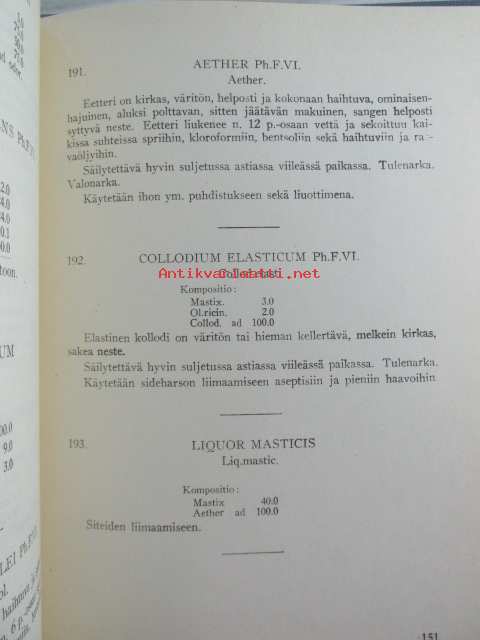 191.
AETHER Ph.F.VI.
Aether.
Eetteri on kirkas, väritön, helposti ja kokonaan haihtuva, ominaisen-
hajuinen, aluksi polttavan, sitten jäätävän makuinen, sangen helposti
syttyvä neste. Eetteri liukenee n. 12 p.-osaan vettä ja sekoittuu kai-
kissa suhteissa spriihin, kloroformiin, bentsoliin sekä haihtuviin ja
vaöljyihin.
Säilytettävä hyvin suljetussa astiassa viileässä paikassa. Tulenarka.
Valonarka.
Käytetään ihon ym. puhdistukseen sekä liuottimena.
192.
COLLODIUM ELASTICUM Ph.F.VI.
Antikvariaatti.net
Kompositio:
Mastix. 3.0
Ol.ricin. 2.0
Collod. ad 100.0
Elastinen kollodi on väritön tai hieman kellertävä, melkein kirkas,
sakea neste.
Säilytettävä hyvin suljetussa astiassa viileässä paikassa. Tulenarka.
Käytetään sideharson liimaamiseen aseptisiin ja pieniin haavoihin
193.
LIQUOR MASTICIS
Liq.mastic.
Kompositio:
Mastix 40.0
Aether ad 100.0
Siteiden liimaamiseen.
151